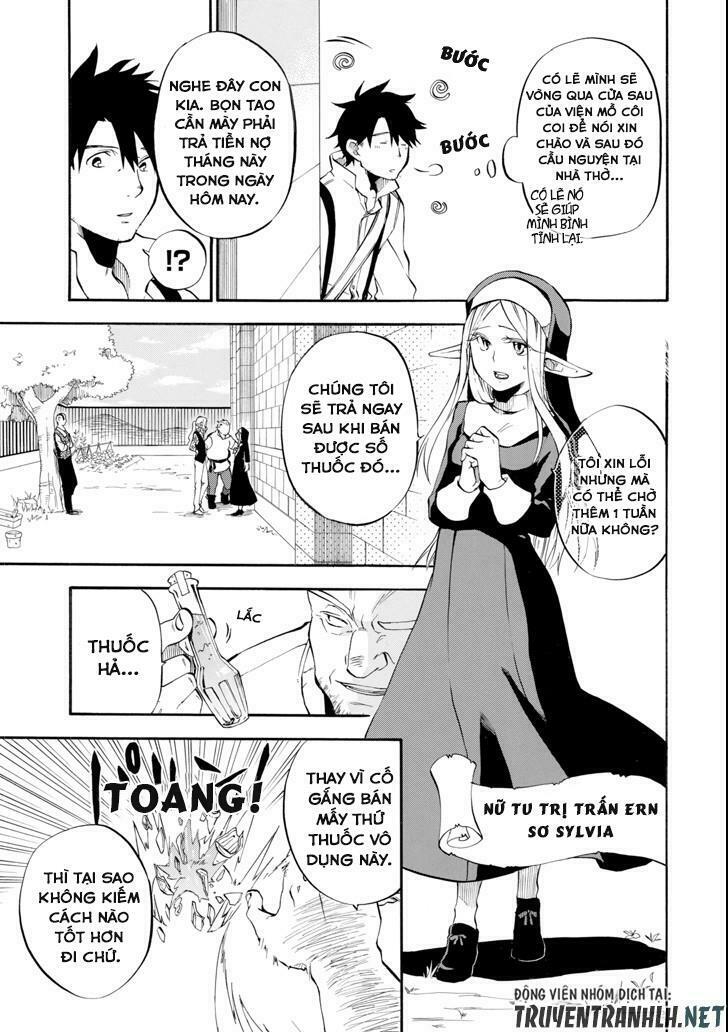 CÓ LẼ MÌNH SẼ
VÒNG QUA CỬA SAU
CỦA VIỆN MỒ CÔI
COI ĐỂ NÓI XIN
CHÀO VÀ SAU ĐÓ
CẦU NGUYỆN TẠI
NHÀ THỜ...
CÓ LẼ NÓ
SẼ GIÚP
MÌNH BÌNH
TĨNH LẠI.
BƯỚC
BƯỚC
NGHE ĐÂY CON
KIA. BỌN TAO
CẦN MÀY PHẢI
TRẢ TIỀN NỢ
THÁNG NÀY
TRONG NGÀY
HÔM NAY.
!?
TÔI XIN LỖI
NHƯNG MÀ
CÓ THỂ CHỜ
THÊM 1 TUẦN
NỮA KHÔNG?
CHÚNG TÔI
SẼ TRẢ NGAY
SAU KHI BÁN
ĐƯỢC SỐ
THUỐC ĐÓ...
LẮC
THUỐC
HẢ...
NỮ TU TRỊ TRẤN ERN
SƠ SYLVIA
TOANG!
THAY VÌ CỐ
GẮNG BÁN
MẤY THỨ
THUỐC VÔ
DỤNG NÀY.
THÌ TẠI SAO
KHÔNG KIẾM
CÁCH NÀO
TỐT HƠN
ĐI CHỨ.
ĐỘNG VIÊN NHÓM DỊCH TẠI:
TRUYENTRANHLH.NET